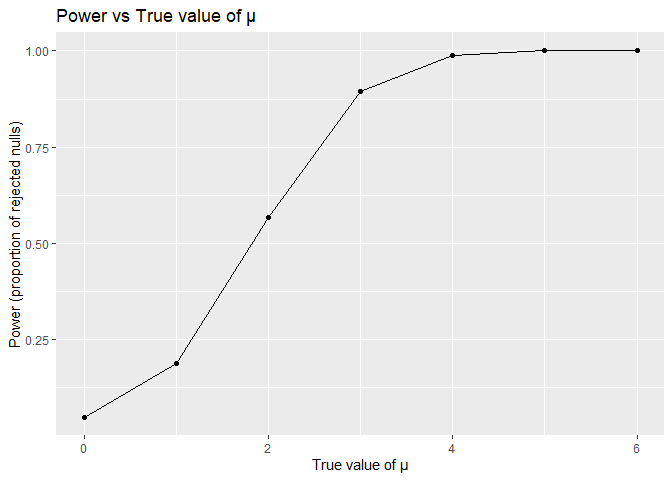 Power vs True value of μ
Power (proportion of rejected nulls)
1.00
0.75
0.50
0.25
0
2
4
6
True value of μ